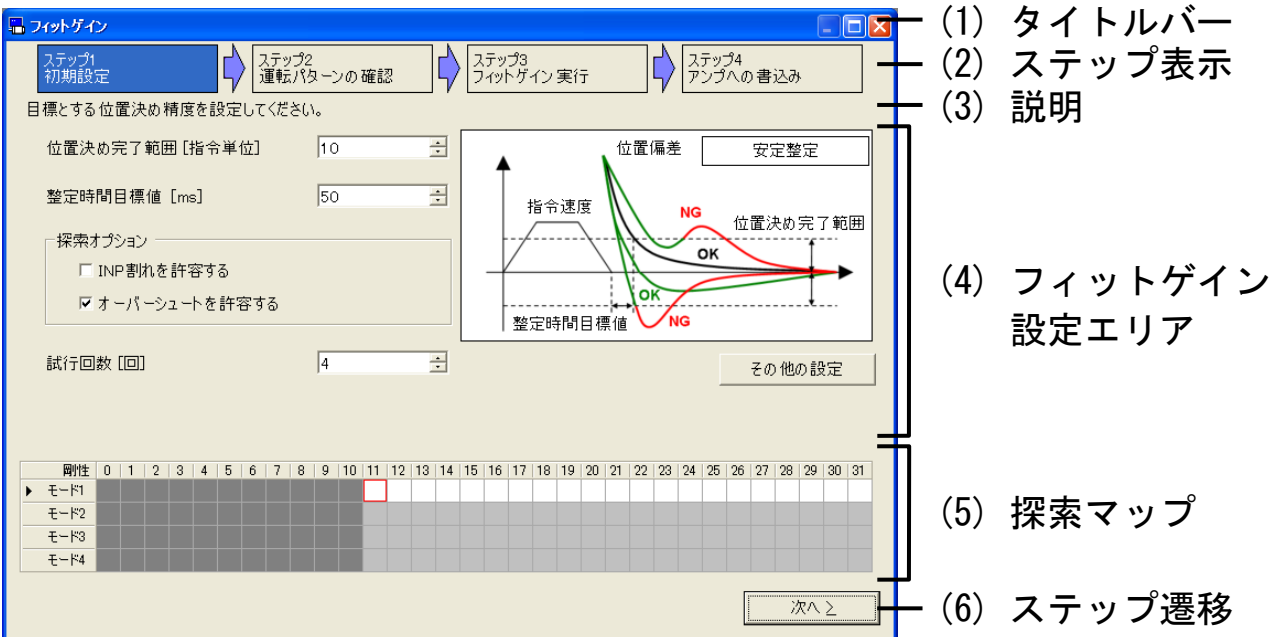 フィットゲイン
(1) タイトルバー
ステップ1
初期設定
ステップ2
運転パターンの確認
ステップ3
フィットゲイン実行
ステップ4
アンプへの書込み
(2) ステップ表示
目標とする位置決め精度を設定してください。
(3) 説明
位置決め完了範囲 [指令単位]
10
整定時間目標値 [ms]
50
探索オプション
INP割れを許容する
オーバーシュートを許容する
試行回数 [回]
4
位置偏差
安定整定
指令速度
NG
位置決め完了範囲
OK
OK
整定時間目標値
NG
その他の設定
(4) フィットゲイン
設定エリア
剛性 0 1 2 3 4 5 6 7 8 9 10 11 12 13 14 15 16 17 18 19 20 21 22 23 24 25 26 27 28 29 30 31
モード1
モード2
モード3
モード4
(5) 探索マップ
次へ >
(6) ステップ遷移